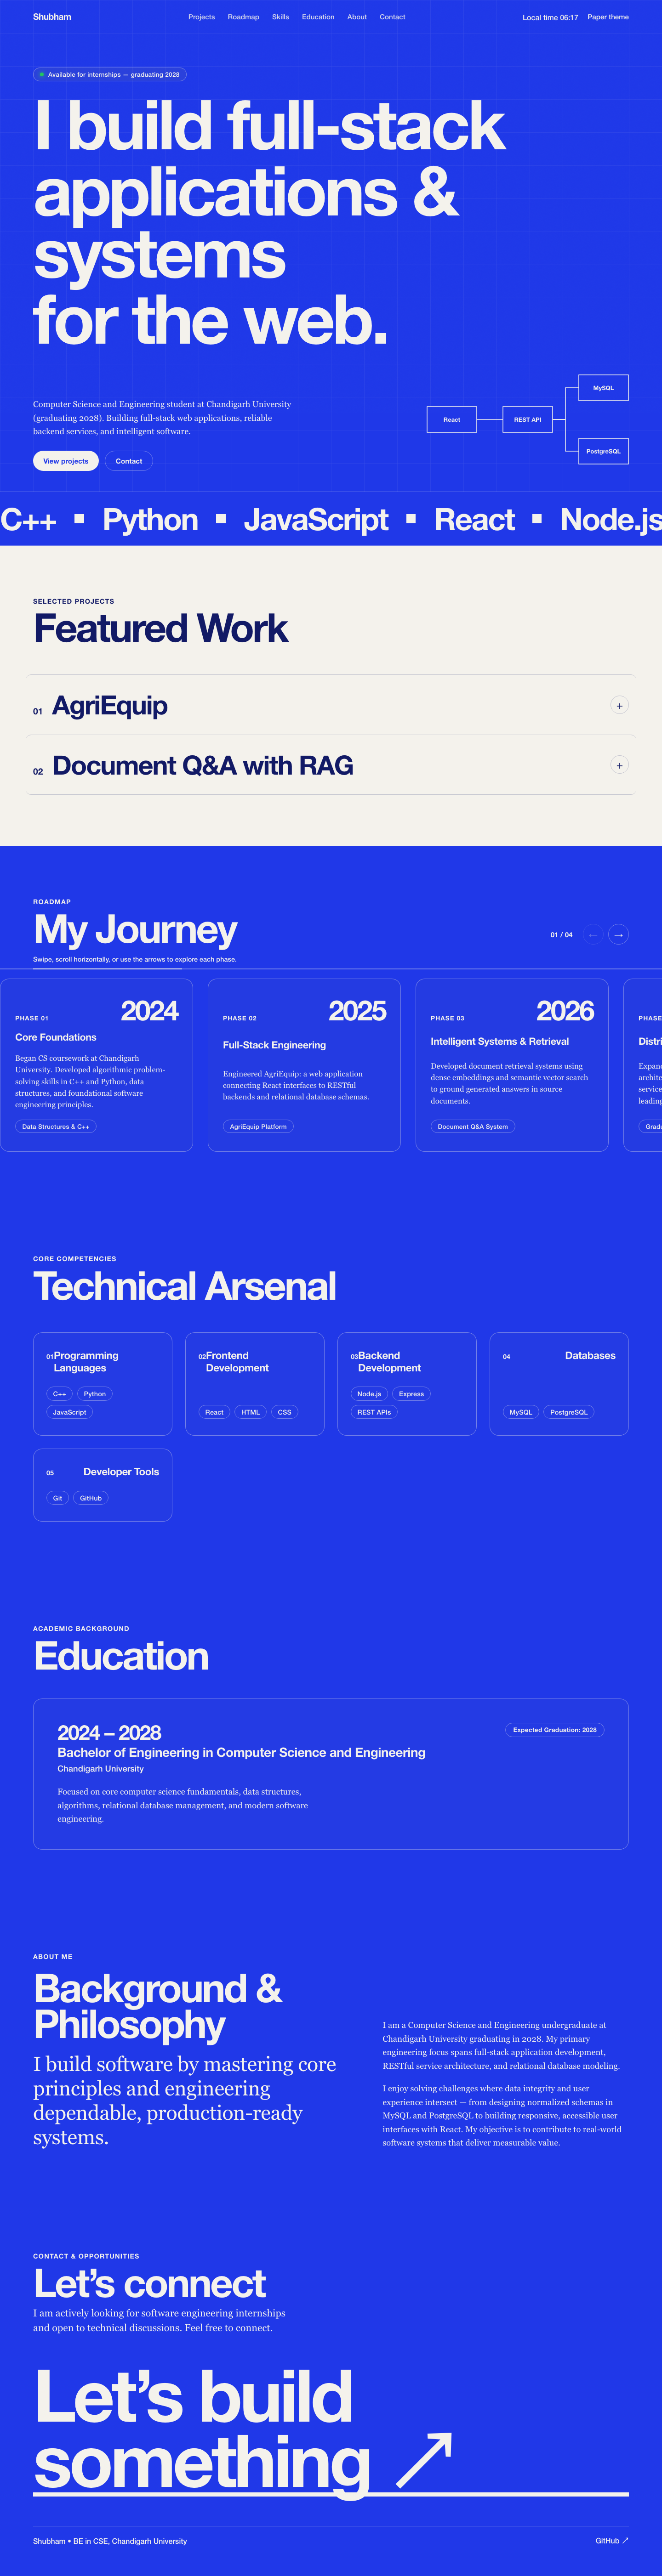 Shubham
Projects
Roadmap
Skills
Education
About
Contact
Local time 06:17
Paper theme
Available for internships — graduating 2028
I build full-stack
applications &
systems
for the web.
Computer Science and Engineering student at Chandigarh University
(graduating 2028). Building full-stack web applications, reliable
backend services, and intelligent software.
View projects
Contact
React
REST API
MySQL
PostgreSQL
C++ ■ Python ■ JavaScript ■ React ■ Node.js
SELECTED PROJECTS
Featured Work
01 AgriEquip +
02 Document Q&A with RAG +
ROADMAP
My Journey
01 / 04 ← →
Swipe, scroll horizontally, or use the arrows to explore each phase.
PHASE 01 2024
Core Foundations
Began CS coursework at Chandigarh
University. Developed algorithmic problem-
solving skills in C++ and Python, data
structures, and foundational software
engineering principles.
Data Structures & C++
PHASE 02 2025
Full-Stack Engineering
Engineered AgriEquip: a web application
connecting React interfaces to RESTful
backends and relational database schemas.
AgriEquip Platform
PHASE 03 2026
Intelligent Systems & Retrieval
Developed document retrieval systems using
dense embeddings and semantic vector search
to ground generated answers in source
documents.
Document Q&A System
PHASE
Distri
Expan
archite
service
leading
Gradu
CORE COMPETENCIES
Technical Arsenal
01 Programming
Languages
C++
Python
JavaScript
02 Frontend
Development
React
HTML
CSS
03 Backend
Development
Node.js
Express
REST APIs
04 Databases
MySQL
PostgreSQL
05 Developer Tools
Git
GitHub
ACADEMIC BACKGROUND
Education
2024 – 2028
Expected Graduation: 2028
Bachelor of Engineering in Computer Science and Engineering
Chandigarh University
Focused on core computer science fundamentals, data structures,
algorithms, relational database management, and modern software
engineering.
ABOUT ME
Background &
Philosophy
I build software by mastering core
principles and engineering
dependable, production-ready
systems.
I am a Computer Science and Engineering undergraduate at
Chandigarh University graduating in 2028. My primary
engineering focus spans full-stack application development,
RESTful service architecture, and relational database modeling.
I enjoy solving challenges where data integrity and user
experience intersect — from designing normalized schemas in
MySQL and PostgreSQL to building responsive, accessible user
interfaces with React. My objective is to contribute to real-world
software systems that deliver measurable value.
CONTACT & OPPORTUNITIES
Let’s connect
I am actively looking for software engineering internships
and open to technical discussions. Feel free to connect.
Let’s build
something ↗
Shubham • BE in CSE, Chandigarh University
GitHub ↗